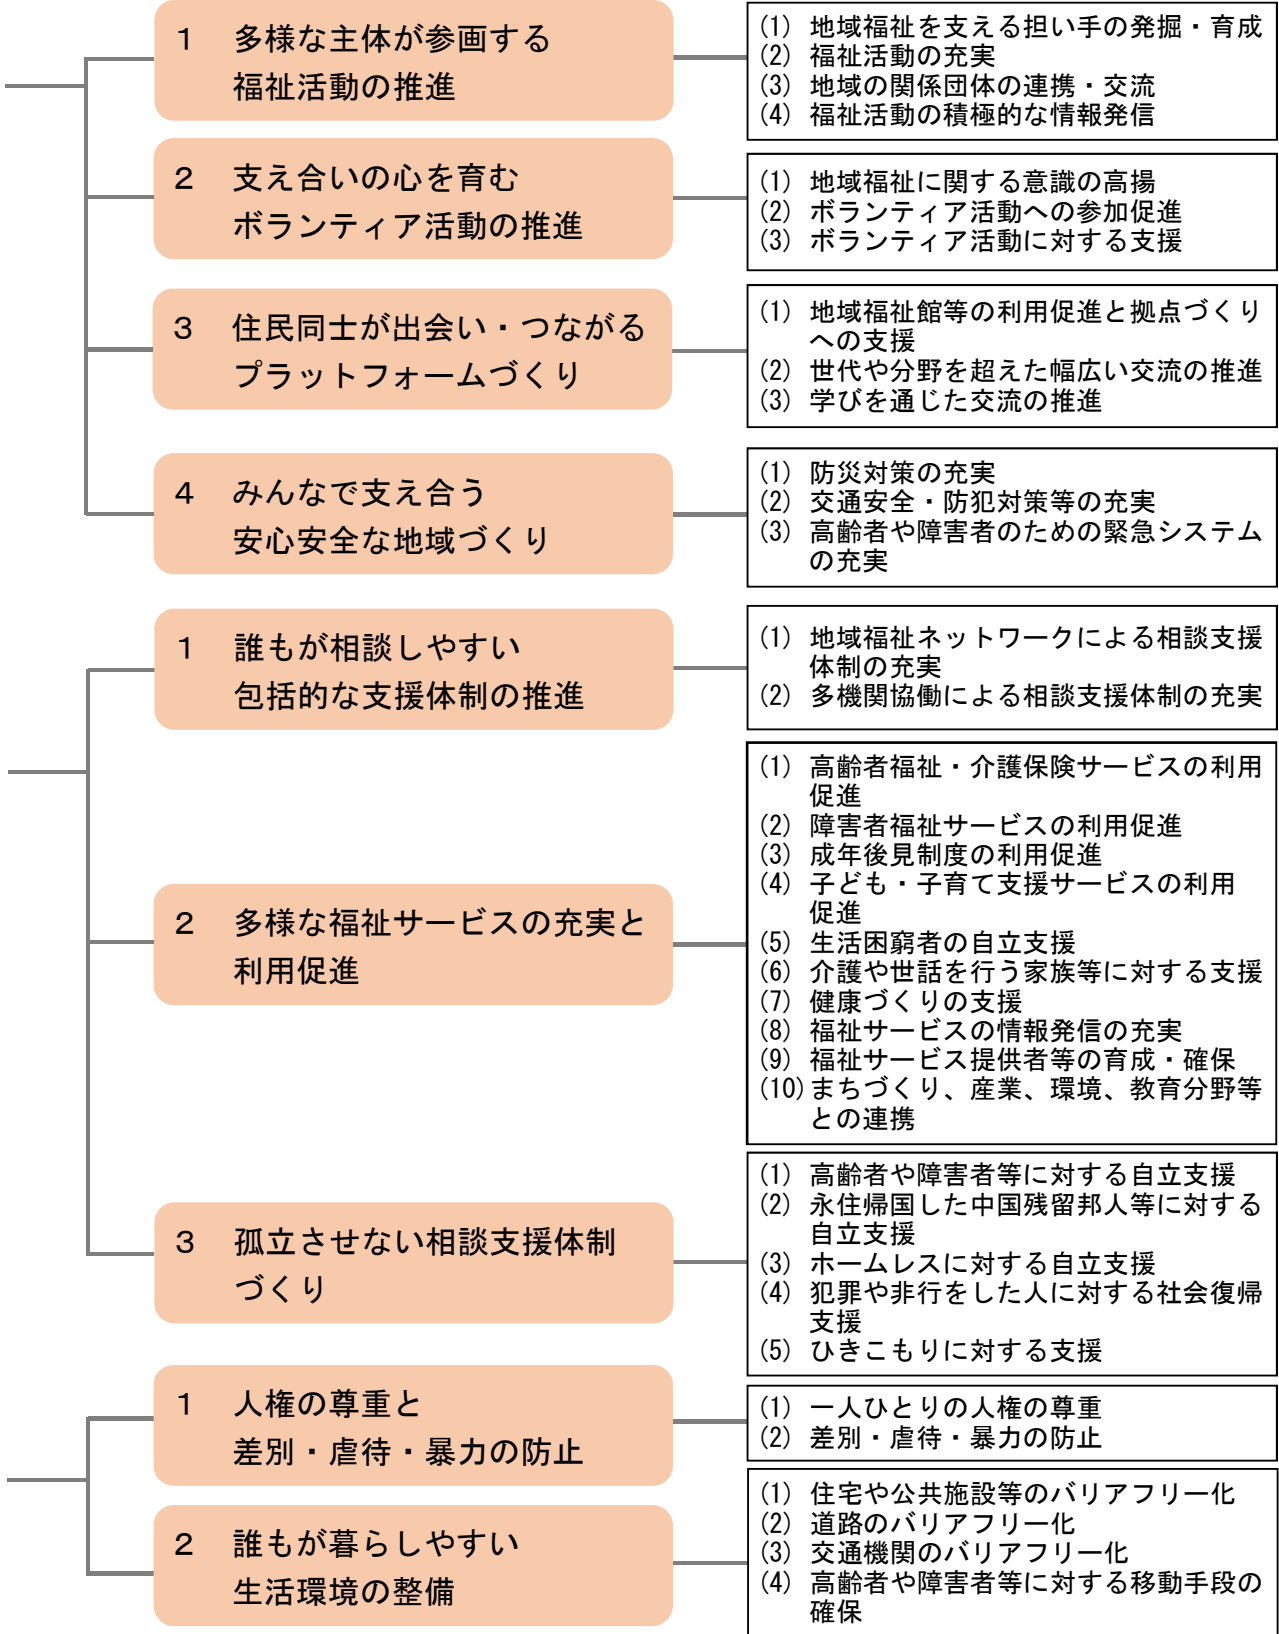 1 多様な主体が参画する
福祉活動の推進
(1) 地域福祉を支える担い手の発掘・育成
(2) 福祉活動の充実
(3) 地域の関係団体の連携・交流
(4) 福祉活動の積極的な情報発信
2 支え合いの心を育む
ボランティア活動の推進
(1) 地域福祉に関する意識の高揚
(2) ボランティア活動への参加促進
(3) ボランティア活動に対する支援
3 住民同士が出会い・つながる
プラットフォームづくり
(1) 地域福祉館等の利用促進と拠点づくり
への支援
(2) 世代や分野を超えた幅広い交流の推進
(3) 学びを通じた交流の推進
4 みんなで支え合う
安心安全な地域づくり
(1) 防災対策の充実
(2) 交通安全・防犯対策等の充実
(3) 高齢者や障害者のための緊急システム
の充実
1 誰もが相談しやすい
包括的な支援体制の推進
(1) 地域福祉ネットワークによる相談支援
体制の充実
(2) 多機関協働による相談支援体制の充実
2 多様な福祉サービスの充実と
利用促進
(1) 高齢者福祉・介護保険サービスの利用
促進
(2) 障害者福祉サービスの利用促進
(3) 成年後見制度の利用促進
(4) 子ども・子育て支援サービスの利用
促進
(5) 生活困窮者の自立支援
(6) 介護や世話を行う家族等に対する支援
(7) 健康づくりの支援
(8) 福祉サービスの情報発信の充実
(9) 福祉サービス提供者等の育成・確保
(10) まちづくり、産業、環境、教育分野等
との連携
3 孤立させない相談支援体制
づくり
(1) 高齢者や障害者等に対する自立支援
(2) 永住帰国した中国残留邦人等に対する
自立支援
(3) ホームレスに対する自立支援
(4) 犯罪や非行をした人に対する社会復帰
支援
(5) ひきこもりに対する支援
1 人権の尊重と
差別・虐待・暴力の防止
(1) 一人ひとりの人権の尊重
(2) 差別・虐待・暴力の防止
2 誰もが暮らしやすい
生活環境の整備
(1) 住宅や公共施設等のバリアフリー化
(2) 道路のバリアフリー化
(3) 交通機関のバリアフリー化
(4) 高齢者や障害者等に対する移動手段の
確保